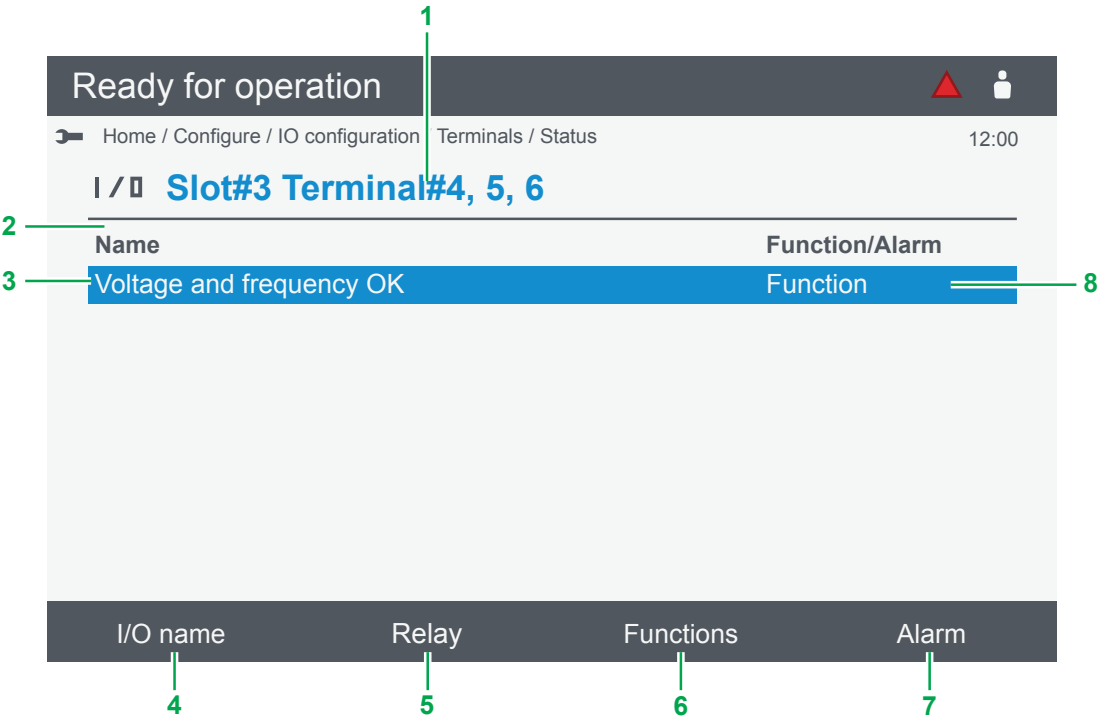 1
Ready for operation
Home / Configure / IO configuration / Terminals / Status
12:00
I/O Slot#3 Terminal#4, 5, 6
2
Name Function/Alarm
3 Voltage and frequency OK Function 8
I/O name Relay Functions Alarm
4 5 6 7